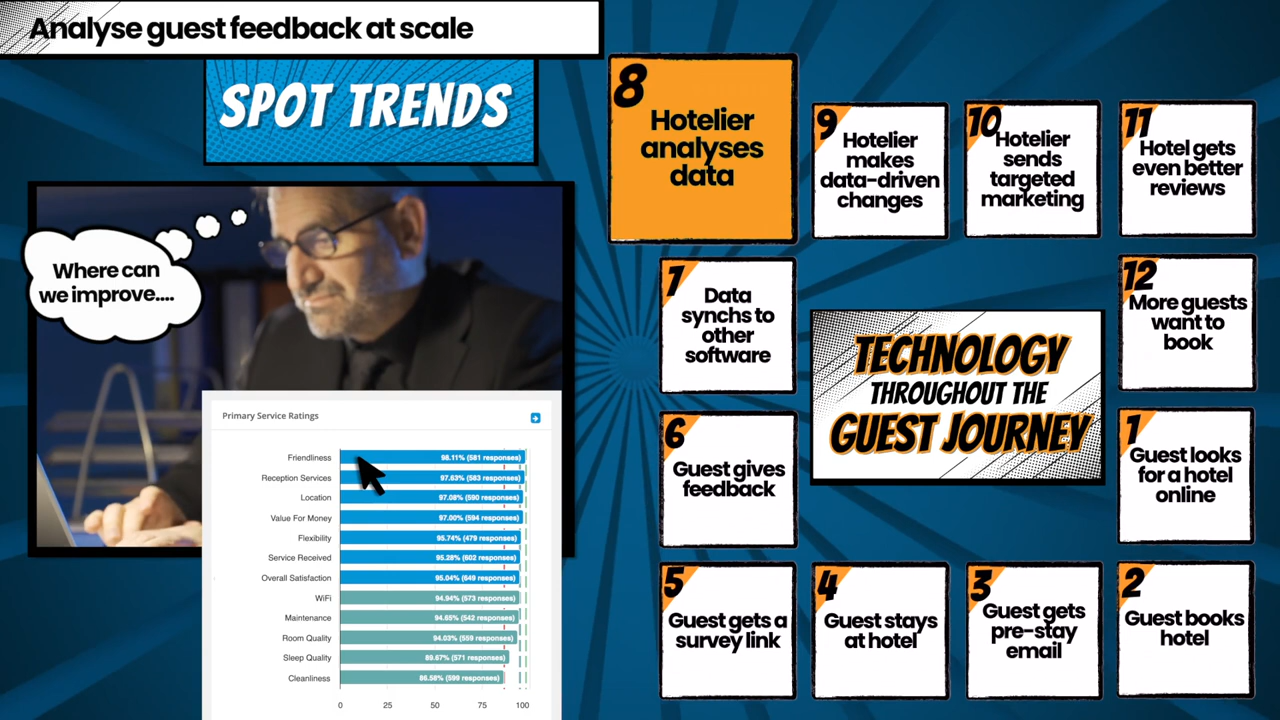 Analyse guest feedback at scale
SPOT TRENDS
Where can
we improve....
Primary Service Ratings
Friendliness 98.11% (581 responses)
Reception Services 97.63% (583 responses)
Location 97.08% (590 responses)
Value For Money 97.00% (594 responses)
Flexibility 95.74% (479 responses)
Service Received 95.28% (602 responses)
Overall Satisfaction 95.04% (649 responses)
WiFi 94.94% (573 responses)
Maintenance 94.65% (542 responses)
Room Quality 94.03% (559 responses)
Sleep Quality 89.67% (571 responses)
Cleanliness 86.58% (599 responses)
0 25 50 75 100
8
Hotelier
analyses
data
9
Hotelier
makes
data-driven
changes
10
Hotelier
sends
targeted
marketing
11
Hotel gets
even better
reviews
7
Data
synchs to
other
software
12
More guests
want to
book
TECHNOLOGY
THROUGHOUT THE
GUEST JOURNEY
6
Guest gives
feedback
1
Guest looks
for a hotel
online
5
Guest gets a
survey link
4
Guest stays
at hotel
3
Guest gets
pre-stay
email
2
Guest books
hotel